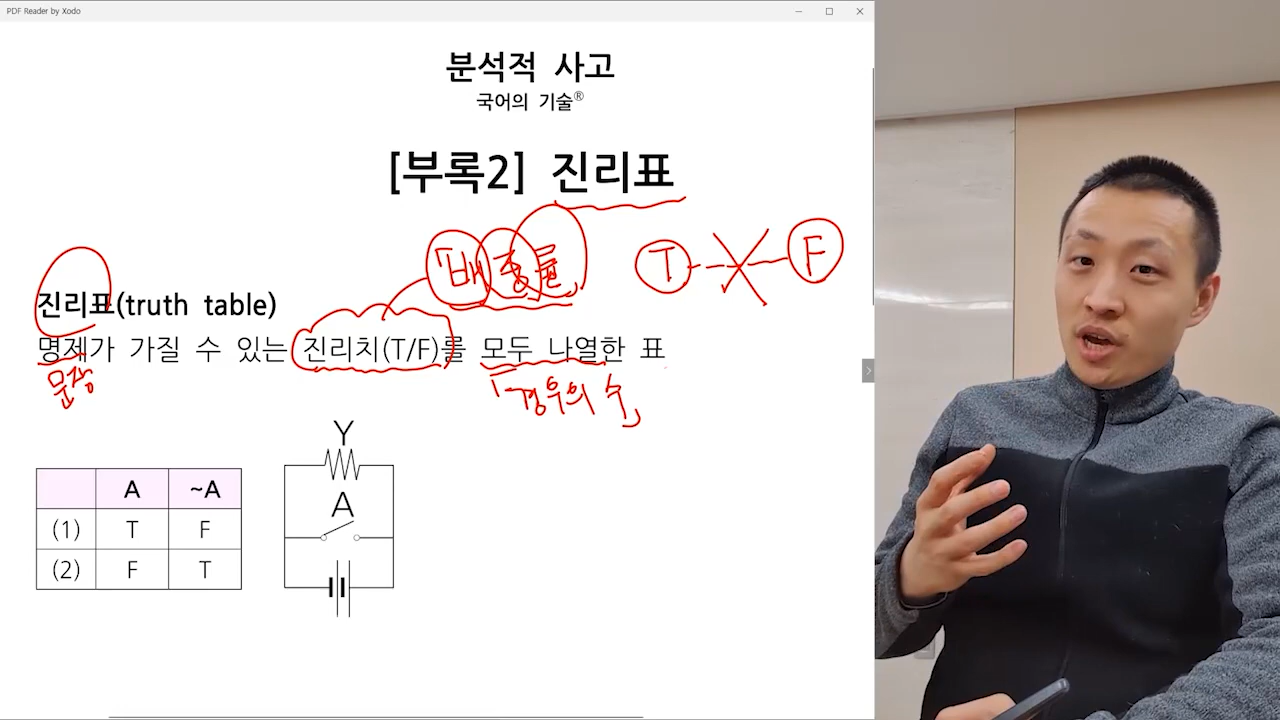 PDF Reader by Xodo
분석적 사고
국어의 기술®
[부록2] 진리표
「배중률」
T F
진리표(truth table)
명제가 가질 수 있는 진리치(T/F)를 모두 나열한 표
문장
「경우의 수」
Y
A
A ~A
(1) T F
(2) F T